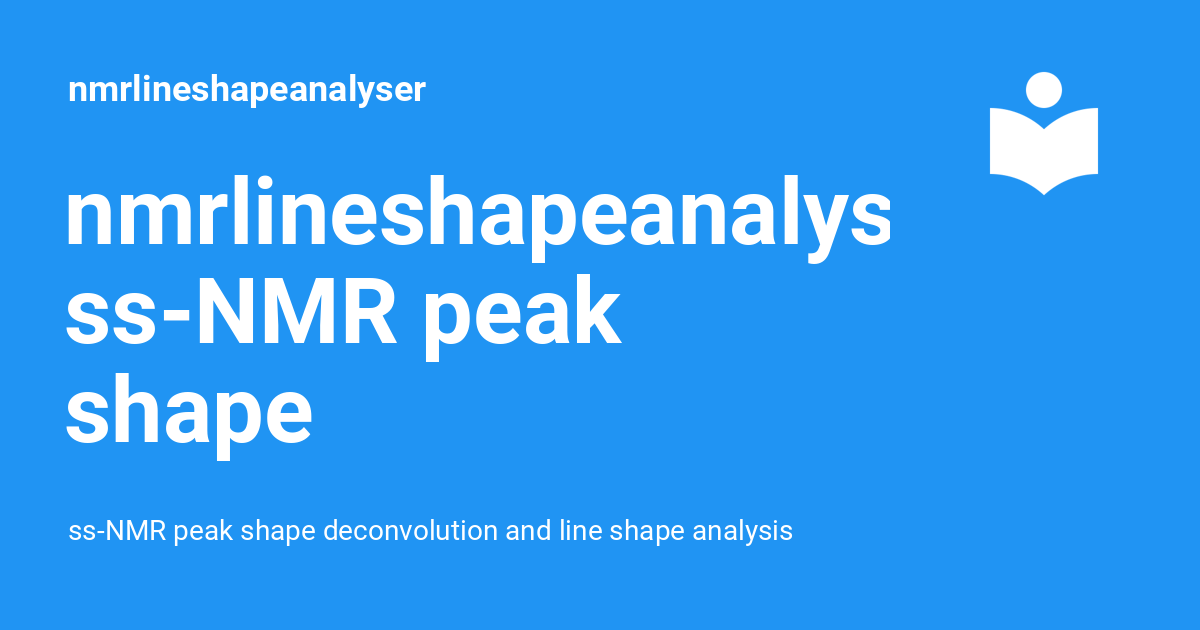 nmrlineshapeanalyser
nmrlineshapeanalys
ss-NMR peak
shape
ss-NMR peak shape deconvolution and line shape analysis